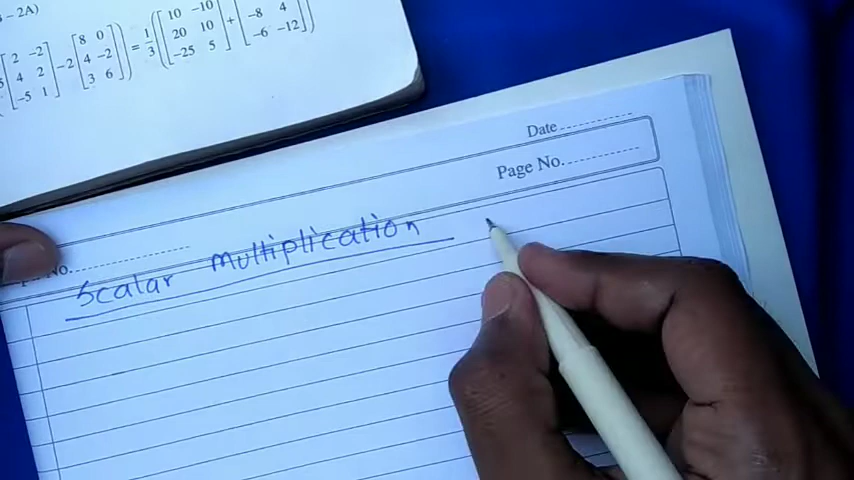 - 2A)
[2 -2 4 2 -5 1] -2 [8 0 4 -2 3 6]) = 1/3 ([10 -10 20 10 -25 5] + [-8 4 -6 -12])
Date
Page No.
No.
Scalar multiplication